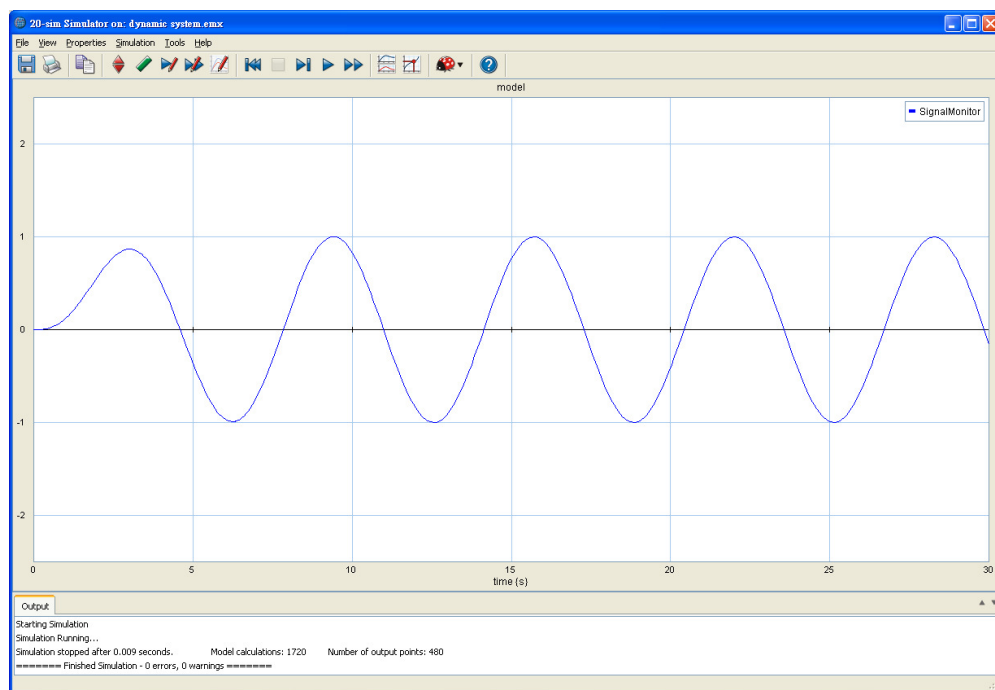 20-sim Simulator on: dynamic system.emx
File View Properties Simulation Tools Help
model
SignalMonitor
2
1
0
-1
-2
0 5 10 15 20 25 30
time {s}
Output
Starting Simulation
Simulation Running...
Simulation stopped after 0.009 seconds. Model calculations: 1720 Number of output points: 480
======= Finished Simulation - 0 errors, 0 warnings =======